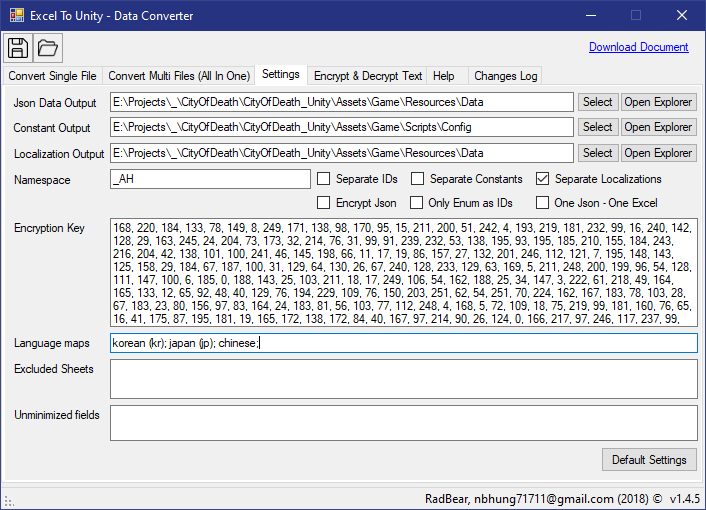 Excel To Unity - Data Converter
Download Document
Convert Single File Convert Multi Files (All In One) Settings Encrypt & Decrypt Text Help Changes Log
Json Data Output E:\Projects\_\CityOfDeath\CityOfDeath_Unity\Assets\Game\Resources\Data Select Open Explorer
Constant Output E:\Projects\_\CityOfDeath\CityOfDeath_Unity\Assets\Game\Scripts\Config Select Open Explorer
Localization Output E:\Projects\_\CityOfDeath\CityOfDeath_Unity\Assets\Game\Resources\Data Select Open Explorer
Namespace _AH Separate IDs Separate Constants Separate Localizations
Encrypt Json Only Enum as IDs One Json - One Excel
Encryption Key 168, 220, 184, 133, 78, 149, 8, 249, 171, 138, 98, 170, 95, 15, 211, 200, 51, 242, 4, 193, 219, 181, 232, 99, 16, 240, 142,
128, 29, 163, 245, 24, 204, 73, 173, 32, 214, 76, 31, 99, 91, 239, 232, 53, 138, 195, 93, 195, 185, 210, 155, 184, 243,
216, 204, 42, 138, 101, 100, 241, 46, 145, 198, 66, 11, 17, 19, 86, 157, 27, 132, 201, 246, 112, 121, 7, 195, 148, 143,
125, 158, 29, 184, 67, 187, 100, 31, 129, 64, 130, 26, 67, 240, 128, 233, 129, 63, 169, 5, 211, 248, 200, 199, 96, 54, 128,
111, 147, 100, 6, 185, 0, 188, 143, 25, 103, 211, 18, 17, 249, 106, 54, 162, 188, 25, 34, 147, 3, 222, 61, 218, 49, 164,
165, 133, 12, 65, 92, 48, 40, 129, 76, 194, 229, 109, 76, 150, 203, 251, 62, 54, 251, 70, 224, 162, 167, 183, 78, 103, 28,
67, 183, 23, 80, 156, 97, 83, 164, 24, 183, 81, 56, 103, 77, 252, 248, 4, 168, 5, 72, 109, 18, 75, 219, 99, 181, 160, 76, 65,
16, 41, 175, 87, 195, 181, 19, 165, 172, 138, 172, 84, 40, 167, 97, 214, 90, 26, 124, 0, 166, 217, 97, 246, 117, 237, 99,
Language maps korean (kr); japan (jp); chinese;
Excluded Sheets
Unminimized fields
Default Settings
RadBear, nbhung71711@gmail.com (2018) © v1.4.5